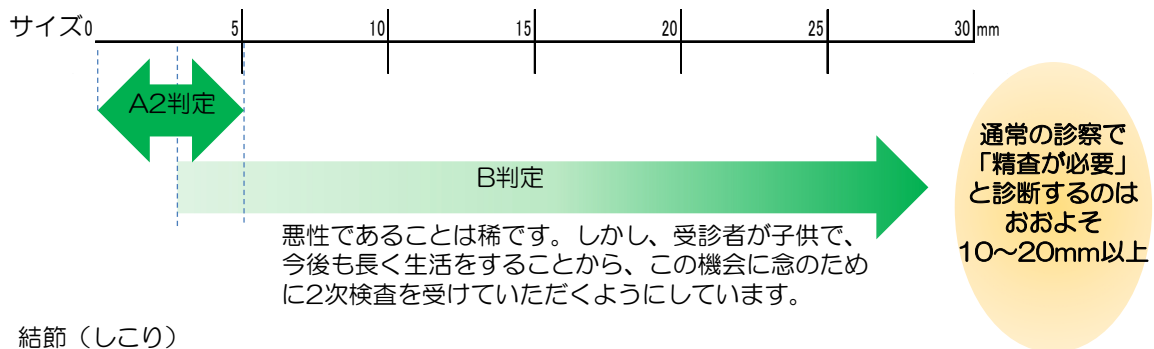 サイズ0 5 10 15 20 25 30 mm
A2判定
B判定
通常の診察で
「精査が必要」
と診断するのは
おおよそ
10〜20mm以上
悪性であることは稀です。しかし、受診者が子供で、
今後も長く生活をすることから、この機会に念のため
に2次検査を受けていただくようにしています。
結節（しこり）